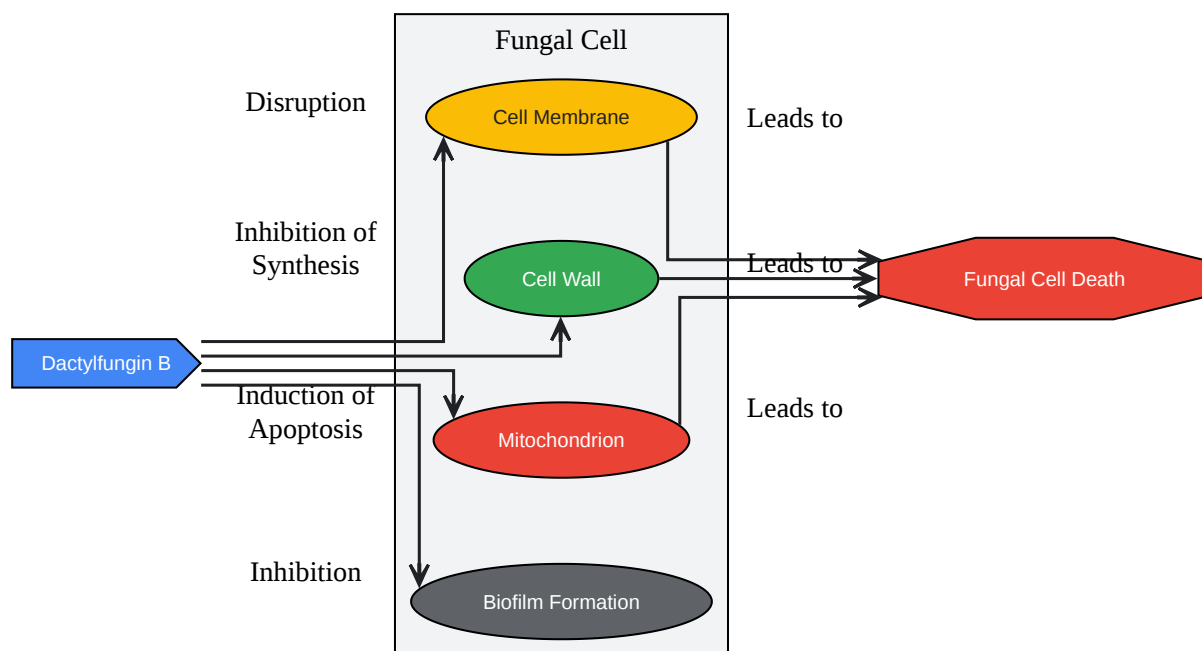 Fungal Cell
Disruption
Cell Membrane
Leads to
Inhibition of
Synthesis
Cell Wall
Leads to
Fungal Cell Death
Dactylfungin B
Induction of
Apoptosis
Mitochondrion
Leads to
Inhibition
Biofilm Formation